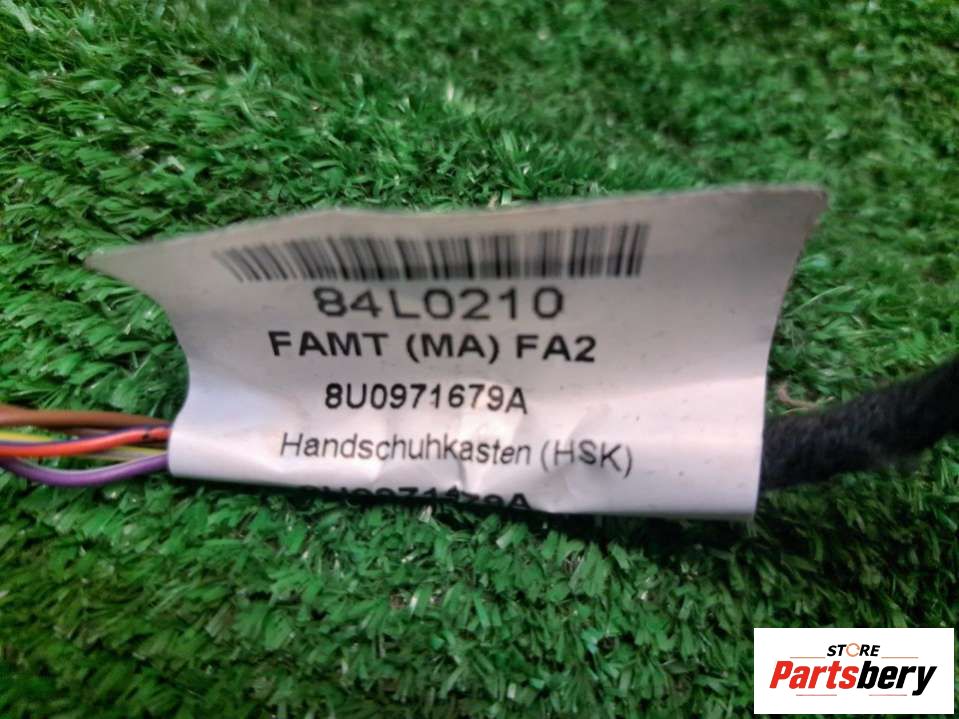 84L0210
FAMT (MA) FA2
8U0971679A
Handschuhkasten (HSK)
STORE
Partsbery